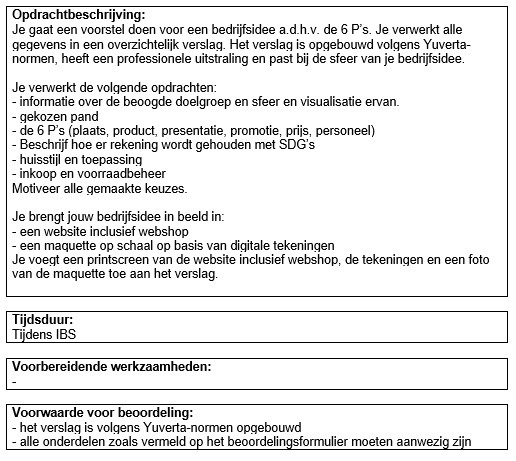 Opdrachtbeschrijving:
Je gaat een voorstel doen voor een bedrijfsidee a.d.h.v. de 6 P's. Je verwerkt alle
gegevens in een overzichtelijk verslag. Het verslag is opgebouwd volgens Yuverta-
normen, heeft een professionele uitstraling en past bij de sfeer van je bedrijfsidee.
Je verwerkt de volgende opdrachten:
- informatie over de beoogde doelgroep en sfeer en visualisatie ervan.
- gekozen pand
- de 6 P's (plaats, product, presentatie, promotie, prijs, personeel)
- Beschrijf hoe er rekening wordt gehouden met SDG's
- huisstijl en toepassing
- inkoop en voorraadbeheer
Motiveer alle gemaakte keuzes.
Je brengt jouw bedrijfsidee in beeld in:
- een website inclusief webshop
- een maquette op schaal op basis van digitale tekeningen
Je voegt een printscreen van de website inclusief webshop, de tekeningen en een foto
van de maquette toe aan het verslag.
Tijdsduur:
Tijdens IBS
Voorbereidende werkzaamheden:
-
Voorwaarde voor beoordeling:
- het verslag is volgens Yuverta-normen opgebouwd
- alle onderdelen zoals vermeld op het beoordelingsformulier moeten aanwezig zijn